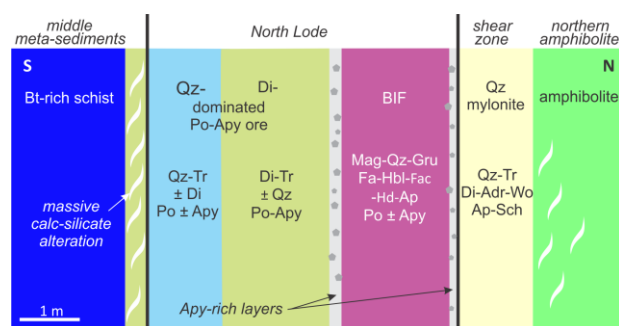 middle
meta-sediments
North Lode
shear
zone
northern
amphibolite
S
N
Bt-rich schist
Qz-
Di-
dominated
Po-Apy ore
BIF
Qz
mylonite
amphibolite
Qz-Tr
± Di
Po ± Apy
Di-Tr
± Qz
Po-Apy
Mag-Qz-Gru
Fa-Hbl-Fac
-Hd-Ap
Po ± Apy
Qz-Tr
Di-Adr-Wo
Ap-Sch
massive
calc-silicate
alteration
1 m
Apy-rich layers